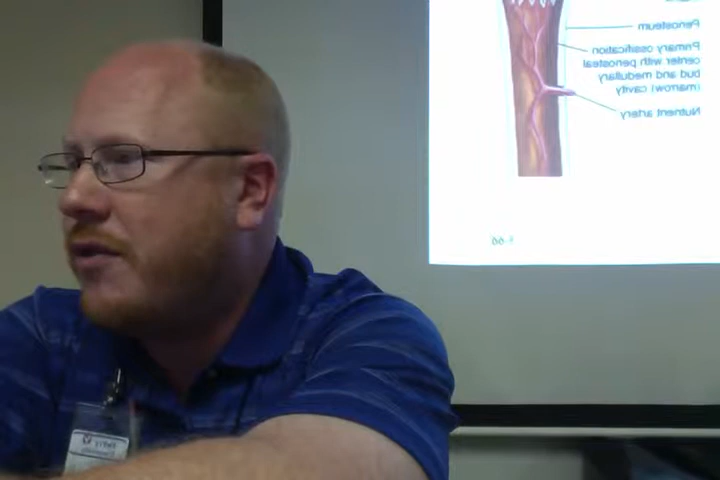 Periosteum
Primary ossification
center with periosteal
bud and medullary
(marrow) cavity
Nutrient artery